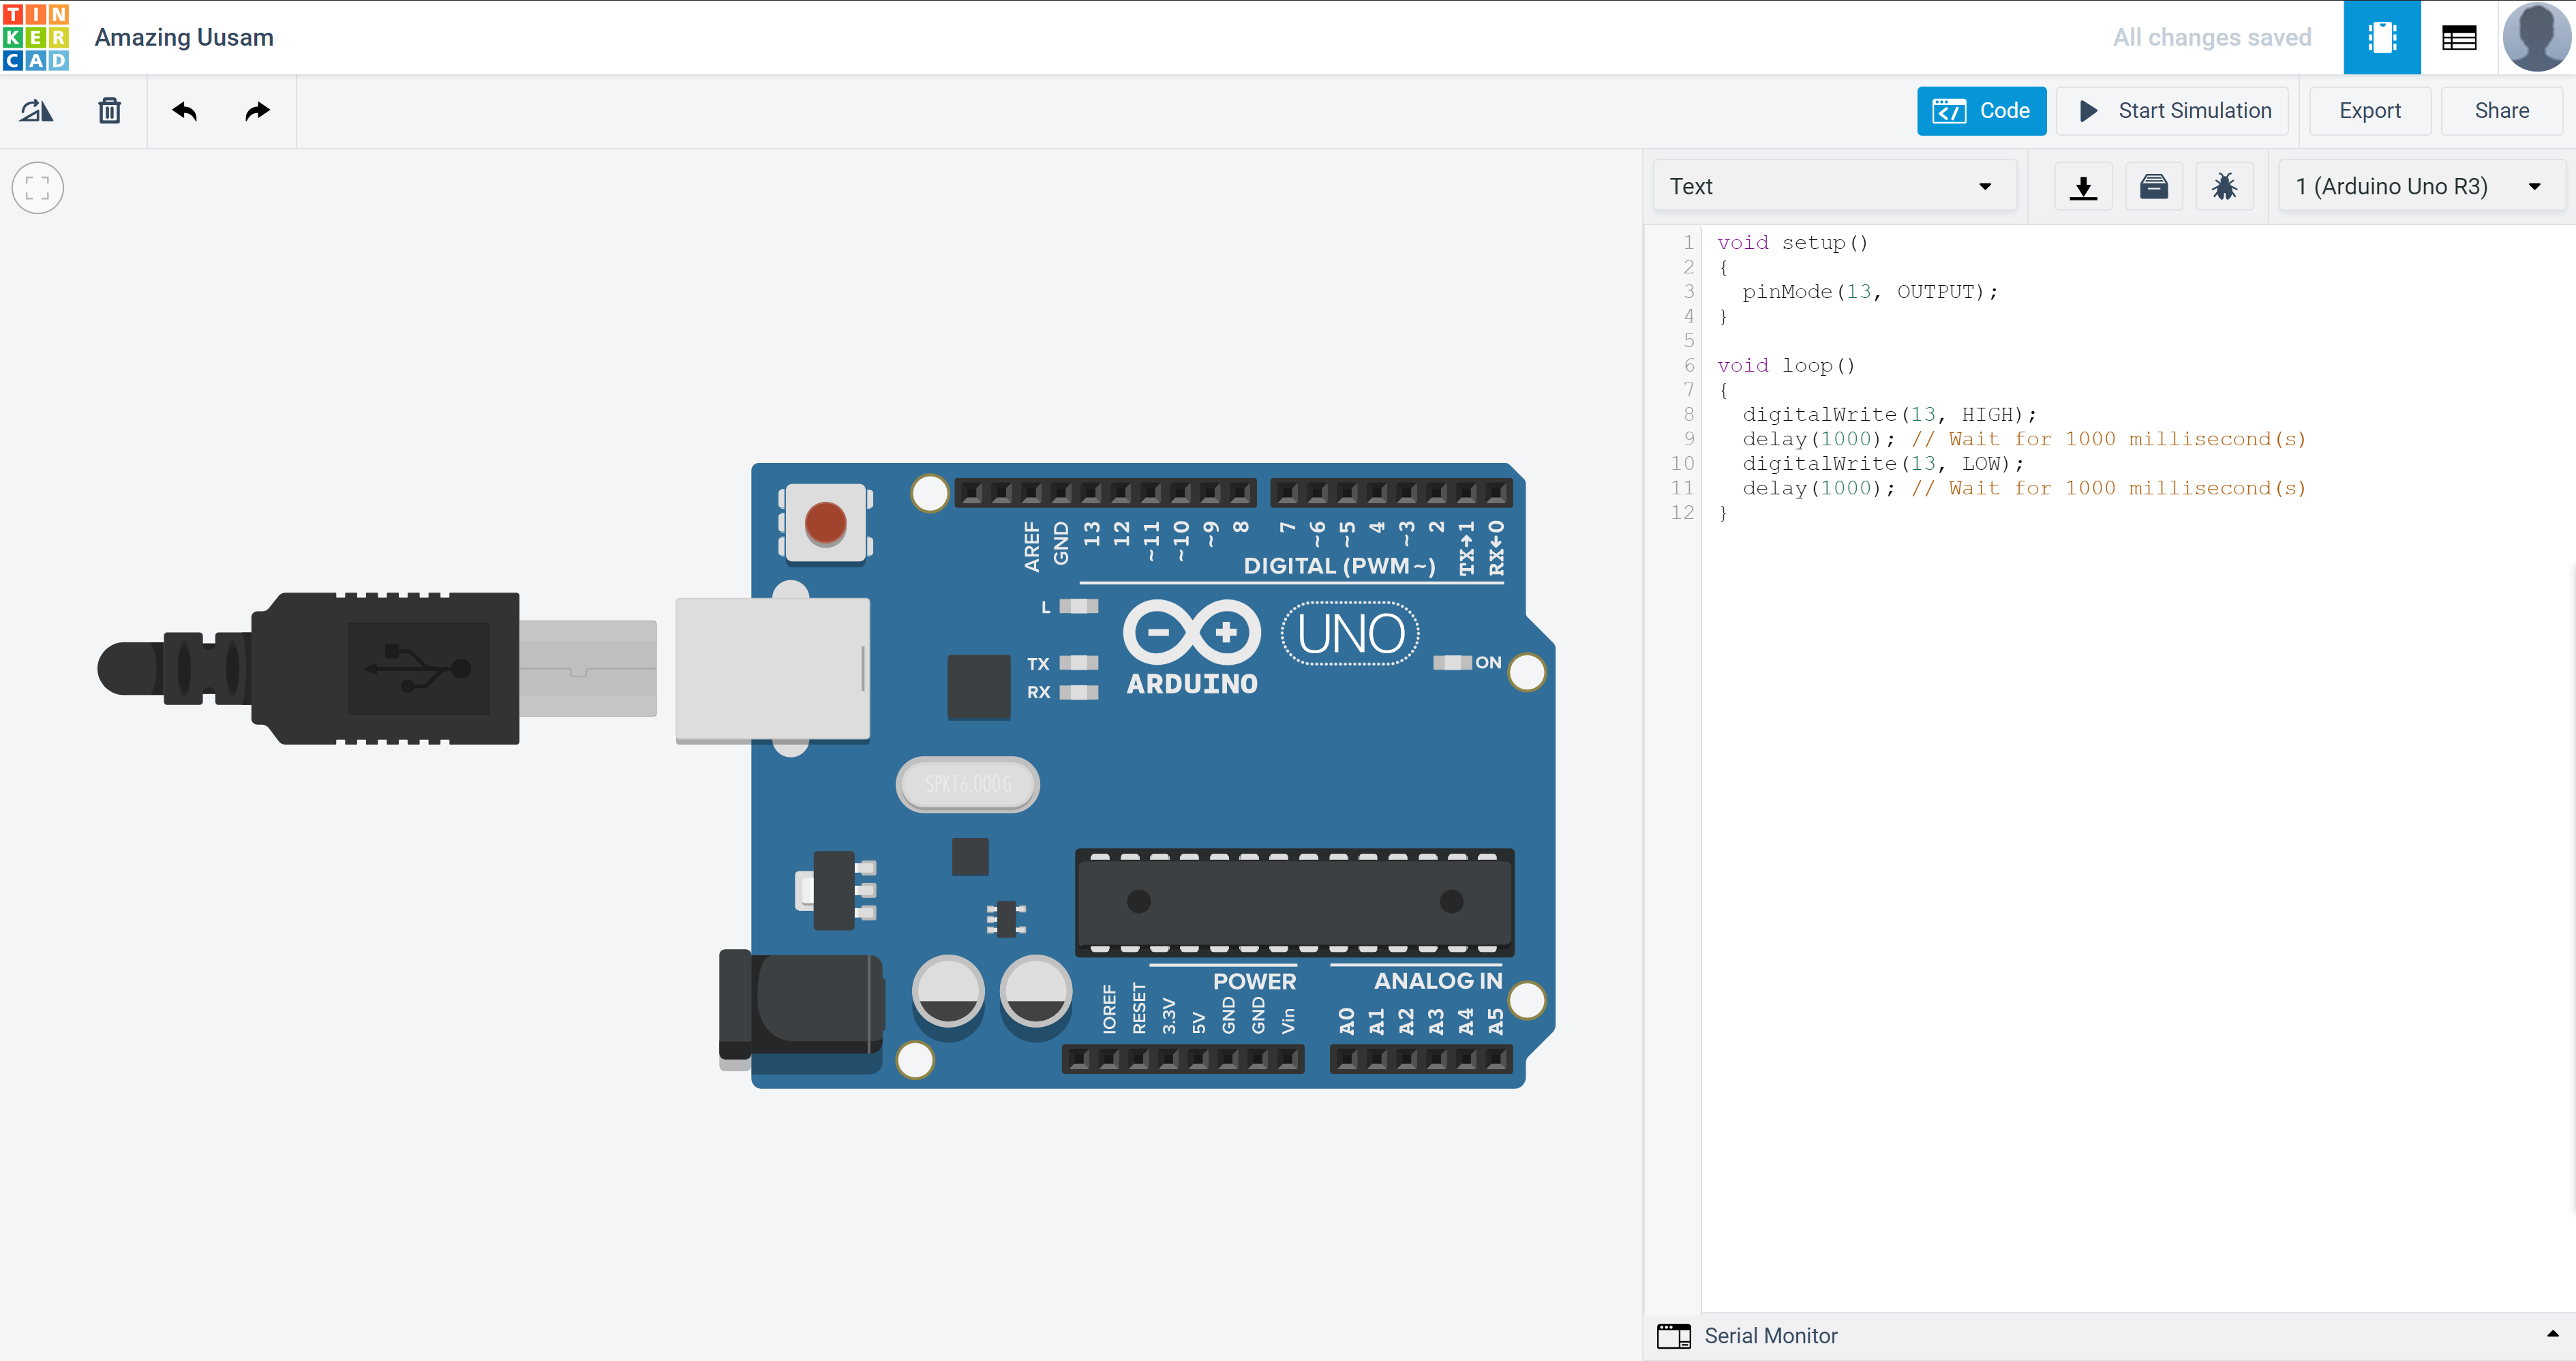 TIN
KER
CAD
Amazing Uusam
All changes saved
Code
Start Simulation
Export
Share
Text
1 (Arduino Uno R3)
1 void setup()
2 {
3 pinMode(13, OUTPUT);
4 }
5
6 void loop()
7 {
8 digitalWrite(13, HIGH);
9 delay(1000); // Wait for 1000 millisecond(s)
10 digitalWrite(13, LOW);
11 delay(1000); // Wait for 1000 millisecond(s)
12 }
AREF GND 13 12 ~11 ~10 ~9 8 7 ~6 ~5 4 ~3 2 TX→1 RX←0
DIGITAL (PWM~)
L
TX
RX
ARDUINO
UNO
ON
SPK16.000G
POWER
ANALOG IN
IOREF RESET 3.3V 5V GND GND Vin A0 A1 A2 A3 A4 A5
Serial Monitor